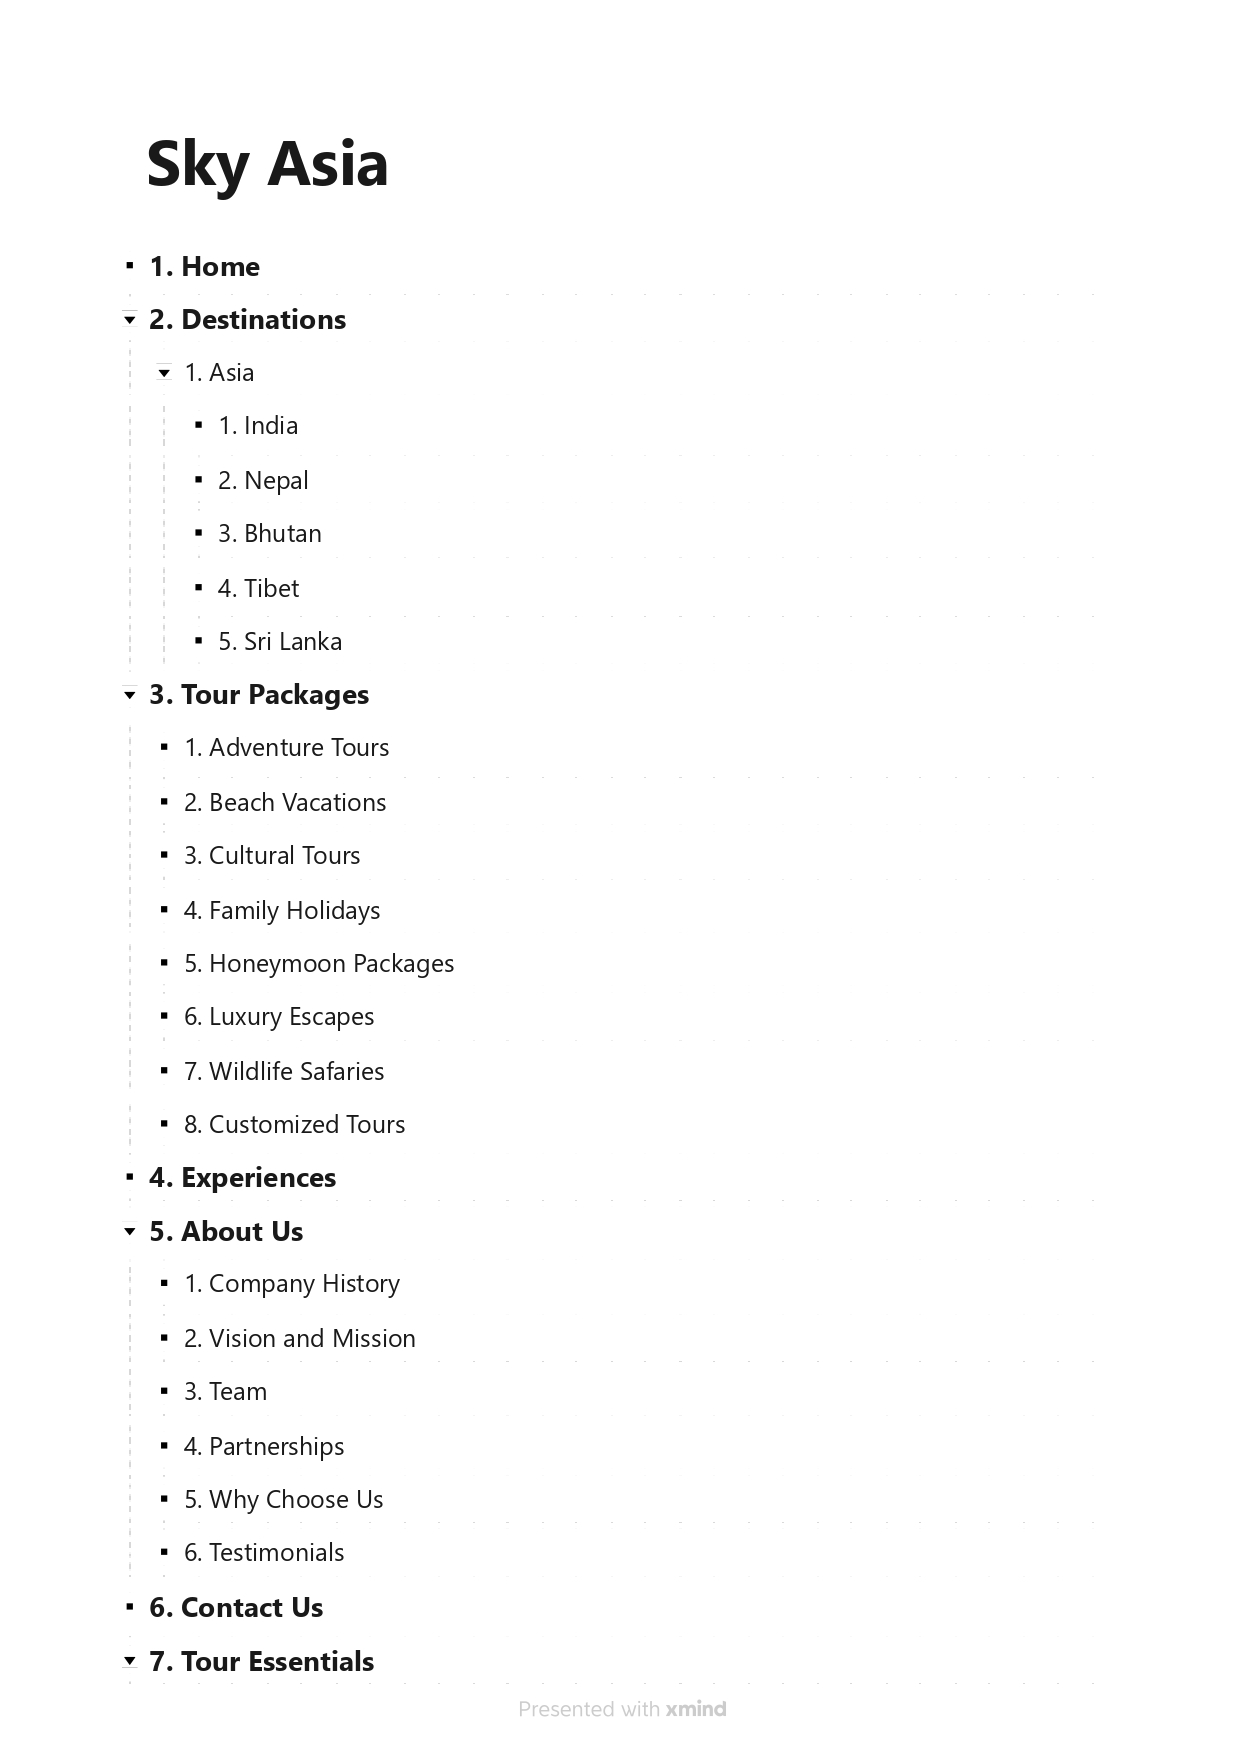 Sky Asia
1. Home
2. Destinations
1. Asia
1. India
2. Nepal
3. Bhutan
4. Tibet
5. Sri Lanka
3. Tour Packages
1. Adventure Tours
2. Beach Vacations
3. Cultural Tours
4. Family Holidays
5. Honeymoon Packages
6. Luxury Escapes
7. Wildlife Safaries
8. Customized Tours
4. Experiences
5. About Us
1. Company History
2. Vision and Mission
3. Team
4. Partnerships
5. Why Choose Us
6. Testimonials
6. Contact Us
7. Tour Essentials
Presented with xmind